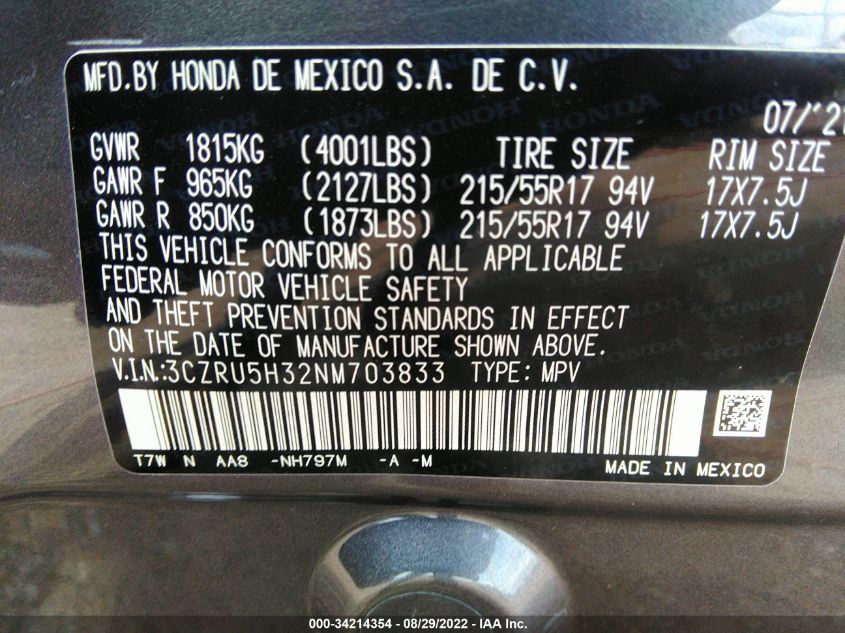 MFD.BY HONDA DE MEXICO S.A. DE C.V.
07/'21
GVWR 1815KG (4001LBS) TIRE SIZE RIM SIZE
GAWR F 965KG (2127LBS) 215/55R17 94V 17X7.5J
GAWR R 850KG (1873LBS) 215/55R17 94V 17X7.5J
THIS VEHICLE CONFORMS TO ALL APPLICABLE
FEDERAL MOTOR VEHICLE SAFETY
AND THEFT PREVENTION STANDARDS IN EFFECT
ON THE DATE OF MANUFACTURE SHOWN ABOVE.
V.I.N.:3CZRU5H32NM703833 TYPE: MPV
T7W N AA8 -NH797M -A -M
MADE IN MEXICO
000-34214354 - 08/29/2022 - IAA Inc.